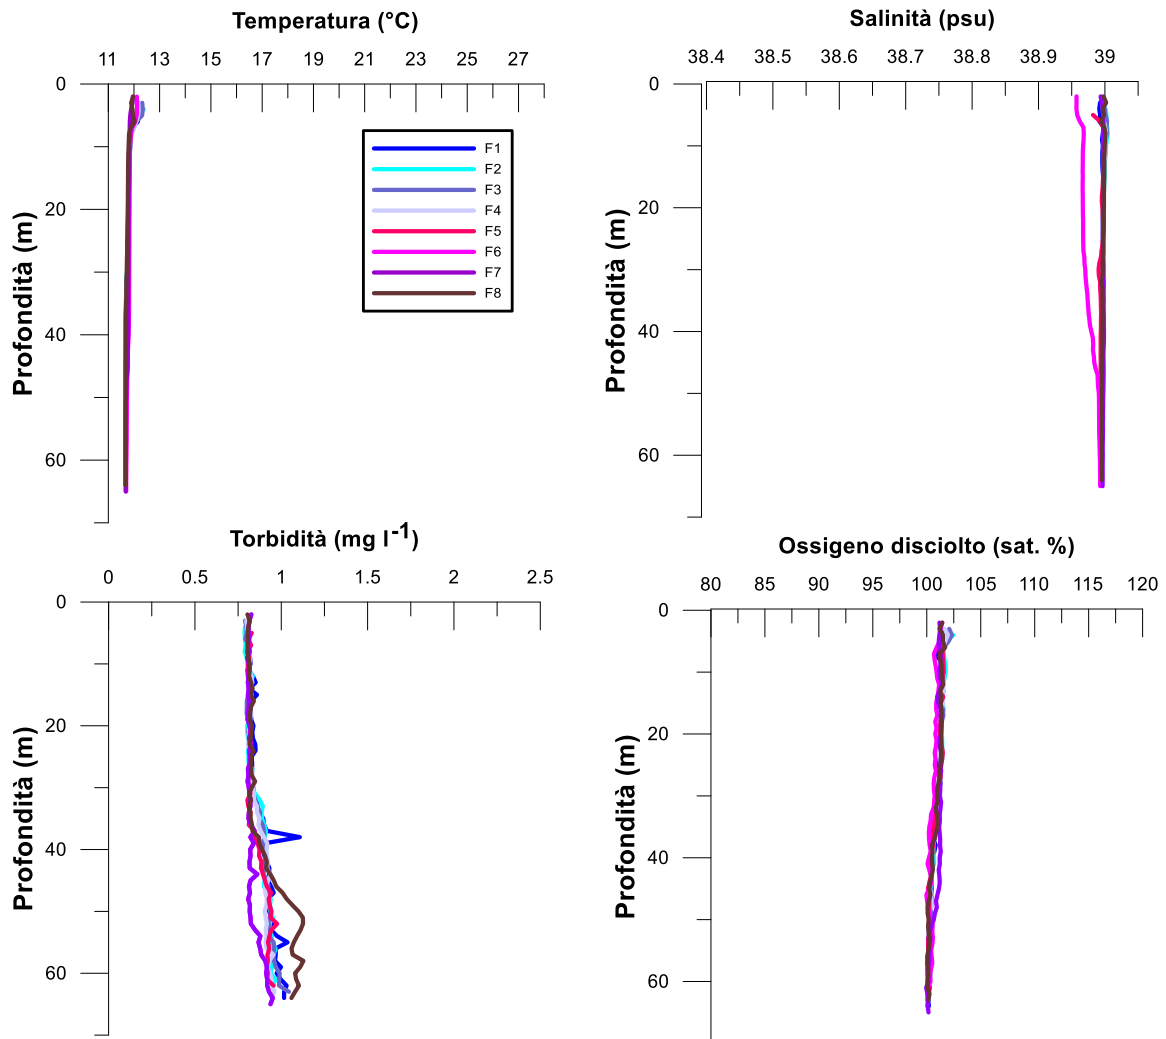 Temperatura (°C)
11 13 15 17 19 21 23 25 27
0
20
40
60
Profondità (m)
F1
F2
F3
F4
F5
F6
F7
F8
Salinità (psu)
38.4 38.5 38.6 38.7 38.8 38.9 39
0
20
40
60
Profondità (m)
Torbidità (mg l-1)
0 0.5 1 1.5 2 2.5
0
20
40
60
Profondità (m)
Ossigeno disciolto (sat. %)
80 85 90 95 100 105 110 115 120
0
20
40
60
Profondità (m)